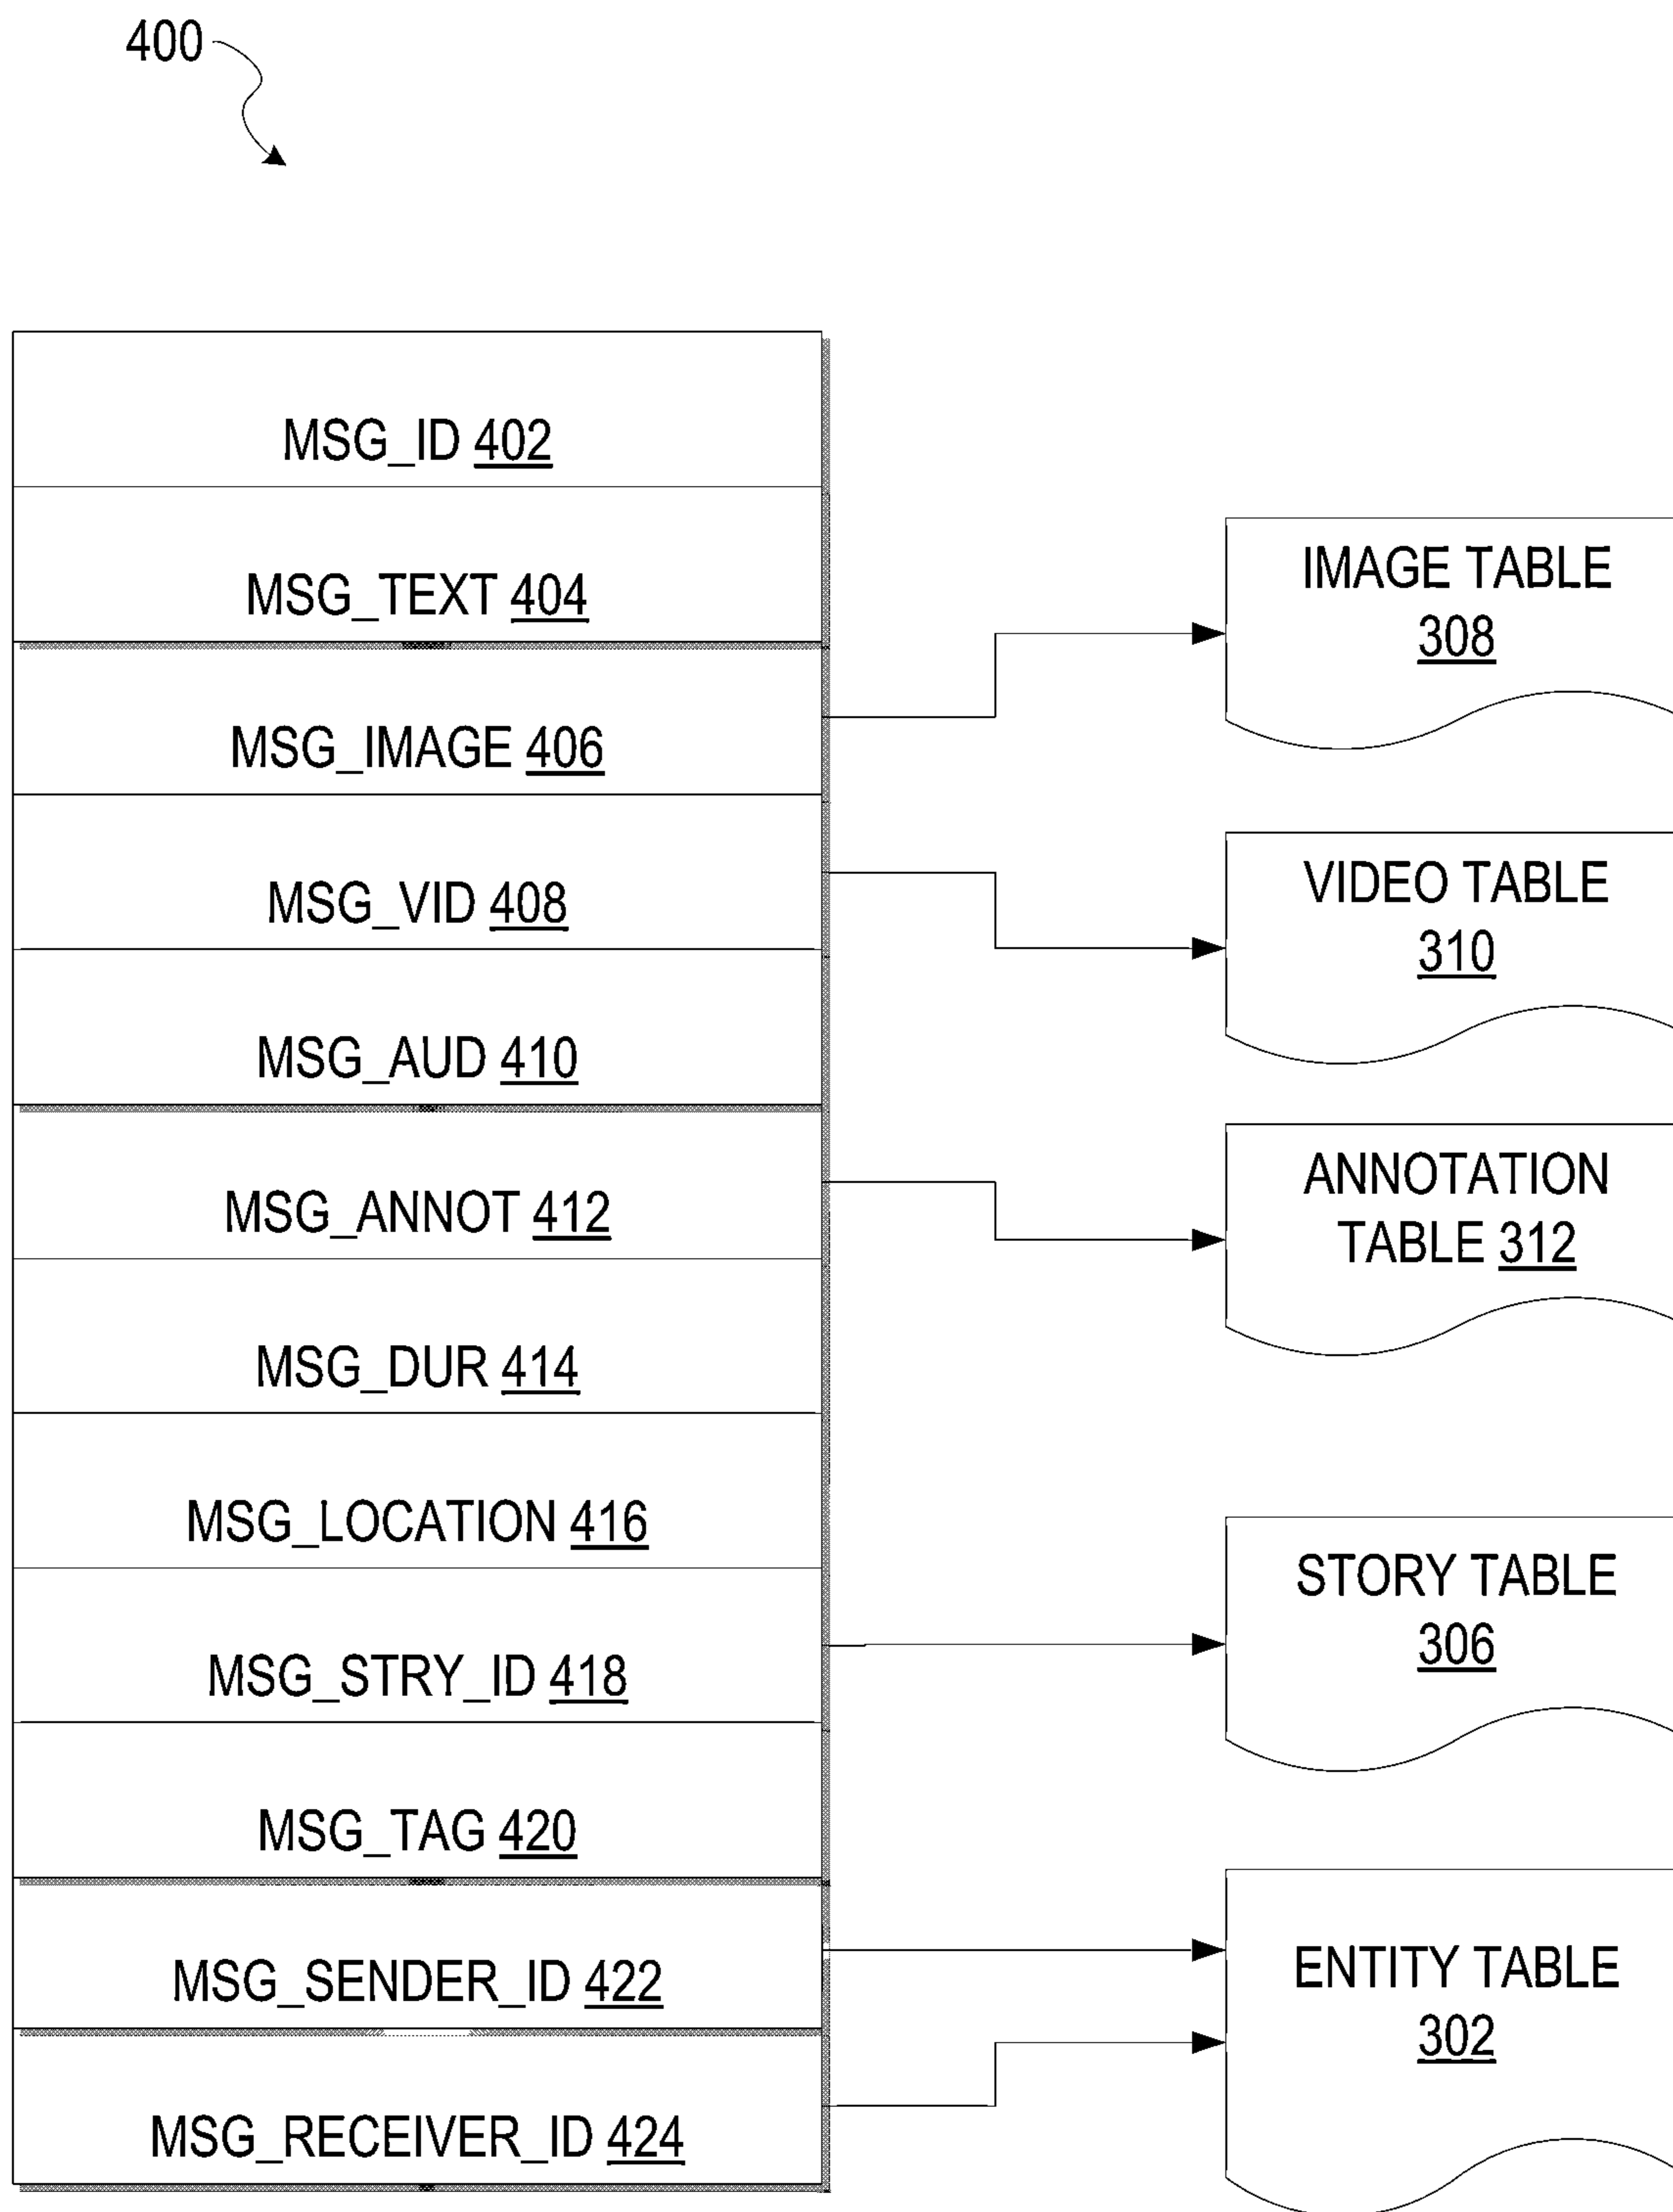 400
MSG_ID 402
MSG_TEXT 404
MSG_IMAGE 406
MSG_VID 408
MSG_AUD 410
MSG_ANNOT 412
MSG_DUR 414
MSG_LOCATION 416
MSG_STRY_ID 418
MSG_TAG 420
MSG_SENDER_ID 422
MSG_RECEIVER_ID 424
IMAGE TABLE
308
VIDEO TABLE
310
ANNOTATION
TABLE 312
STORY TABLE
306
ENTITY TABLE
302